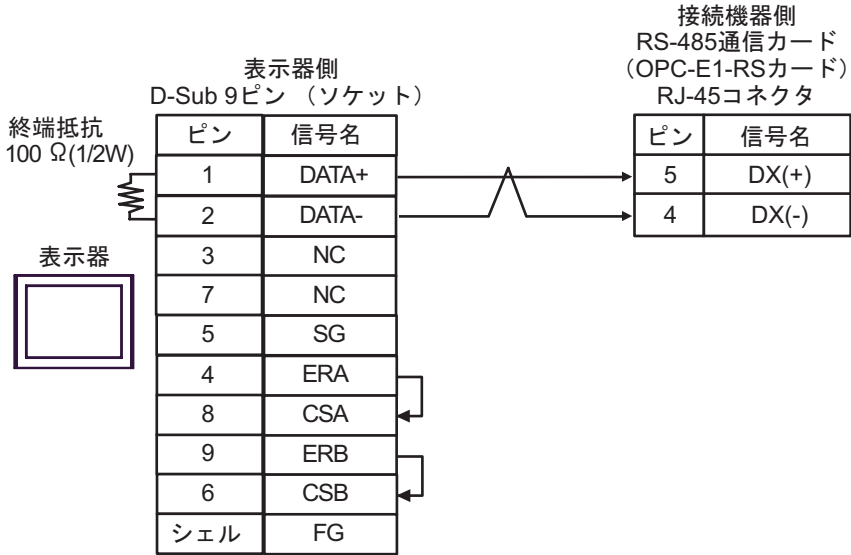 接続機器側
RS-485通信カード
（OPC-E1-RSカード）
RJ-45コネクタ
表示器側
D-Sub 9ピン （ソケット）
終端抵抗
100 Ω(1/2W)
ピン 信号名
1 DATA+
2 DATA-
3 NC
7 NC
5 SG
4 ERA
8 CSA
9 ERB
6 CSB
シェル FG
表示器
ピン 信号名
5 DX(+)
4 DX(-)